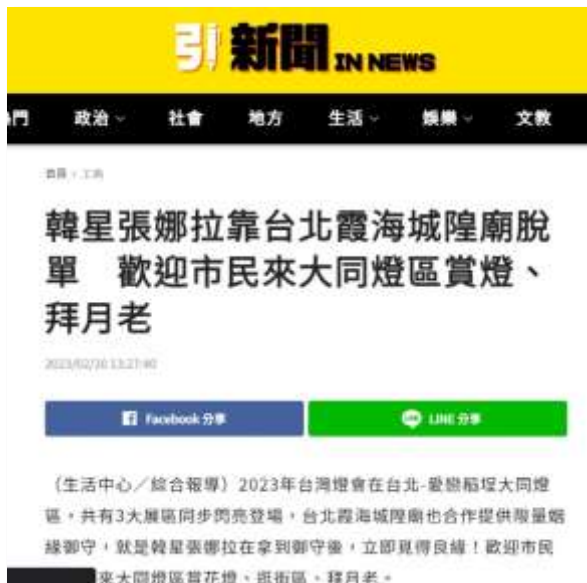 引 新聞 IN NEWS
門 政治 社會 地方 生活 娛樂 文教
首頁
韓星張娜拉靠台北霞海城隍廟脫
單 歡迎市民來大同燈區賞燈、
拜月老
Facebook 分享 LINE 分享
(生活中心/綜合報導) 2023年台灣燈會在台北-愛戀稻埕大同燈
區,共有3大展區同步閃亮登場,台北霞海城隍廟也合作提供限量姻
緣御守,就是韓星張娜拉在拿到御守後,立即覓得良緣!歡迎市民
來大同燈區賞花燈、逛街區、拜月老。